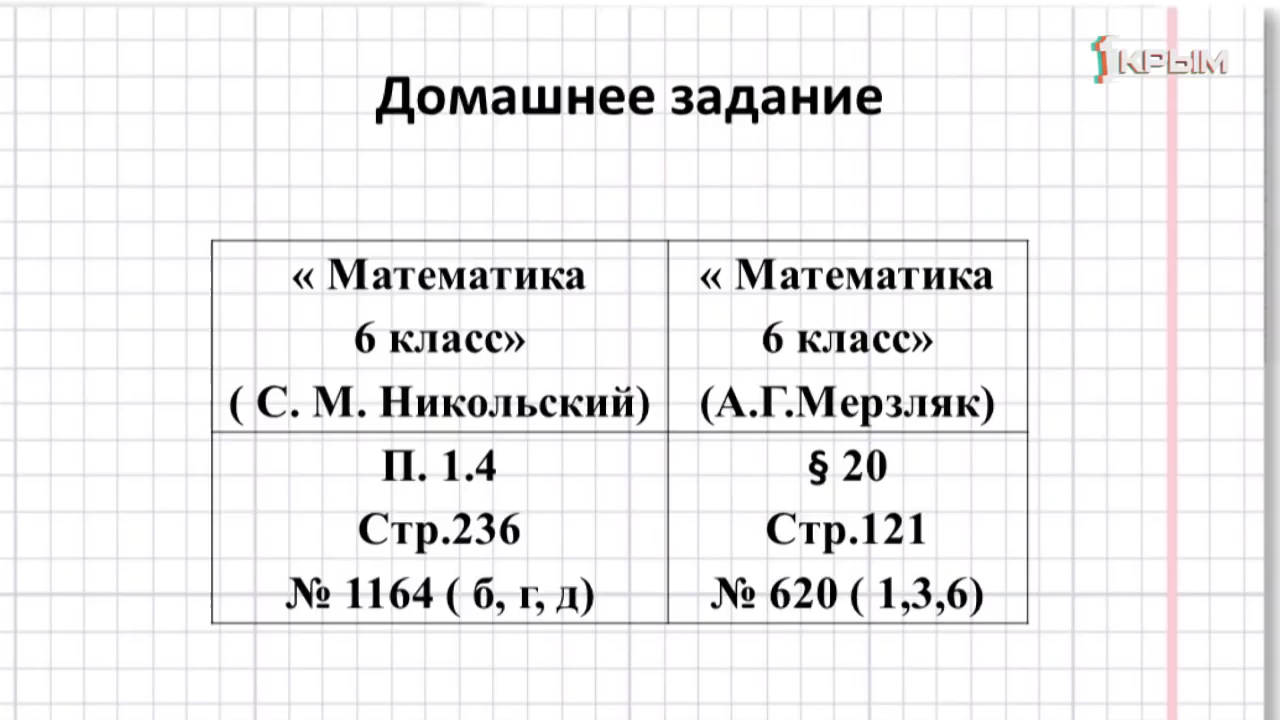 1КРЫМ
Домашнее задание
« Математика
6 класс»
( С. М. Никольский)
« Математика
6 класс»
(А.Г.Мерзляк)
П. 1.4
Стр.236
№ 1164 ( б, г, д)
§ 20
Стр.121
№ 620 ( 1,3,6)